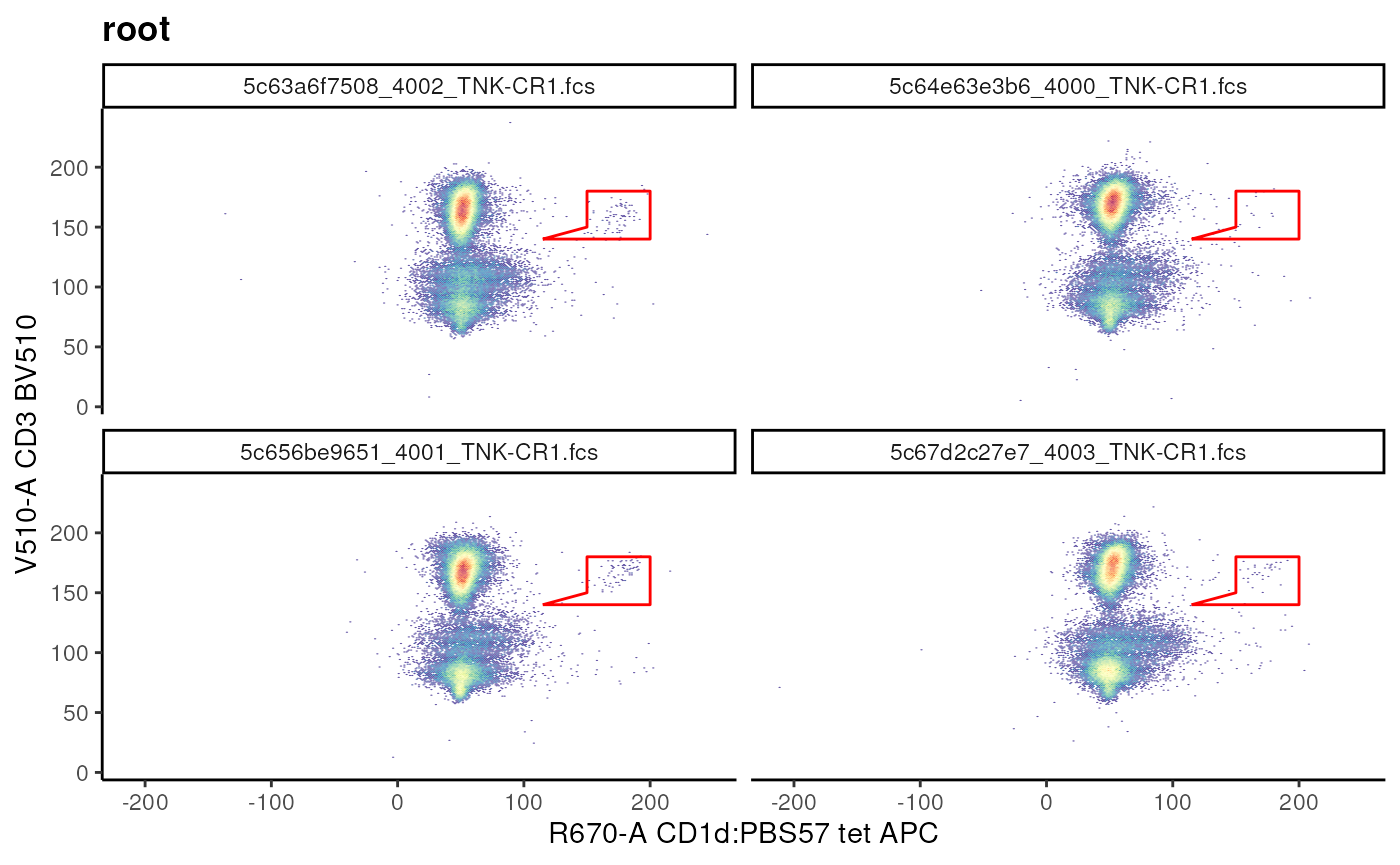 root
5c63a6f7508_4002_TNK-CR1.fcs
5c64e63e3b6_4000_TNK-CR1.fcs
200
150
100
50
0
V510-A CD3 BV510
5c656be9651_4001_TNK-CR1.fcs
5c67d2c27e7_4003_TNK-CR1.fcs
200
150
100
50
0
-200 -100 0 100 200
-200 -100 0 100 200
R670-A CD1d:PBS57 tet APC